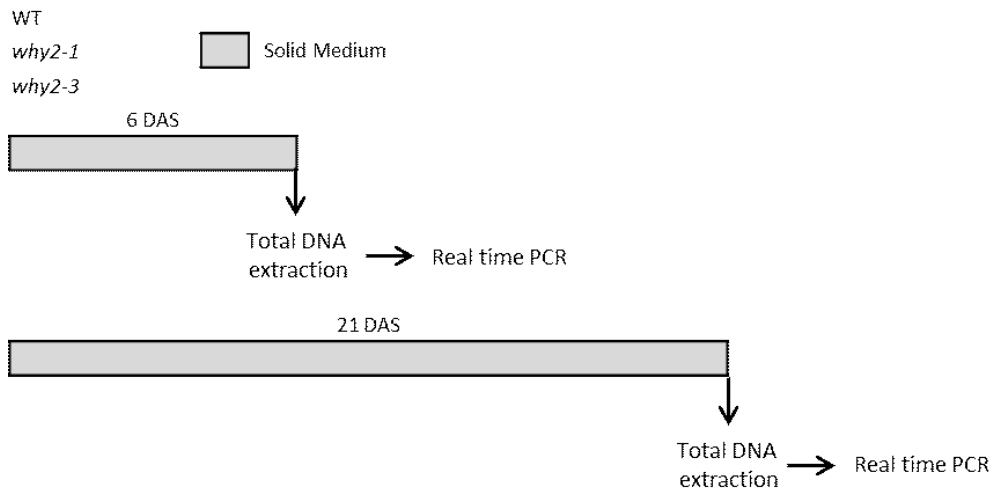 WT
why2-1
Solid Medium
why2-3
6 DAS
Total DNA
extraction
Real time PCR
21 DAS
Total DNA
extraction
Real time PCR